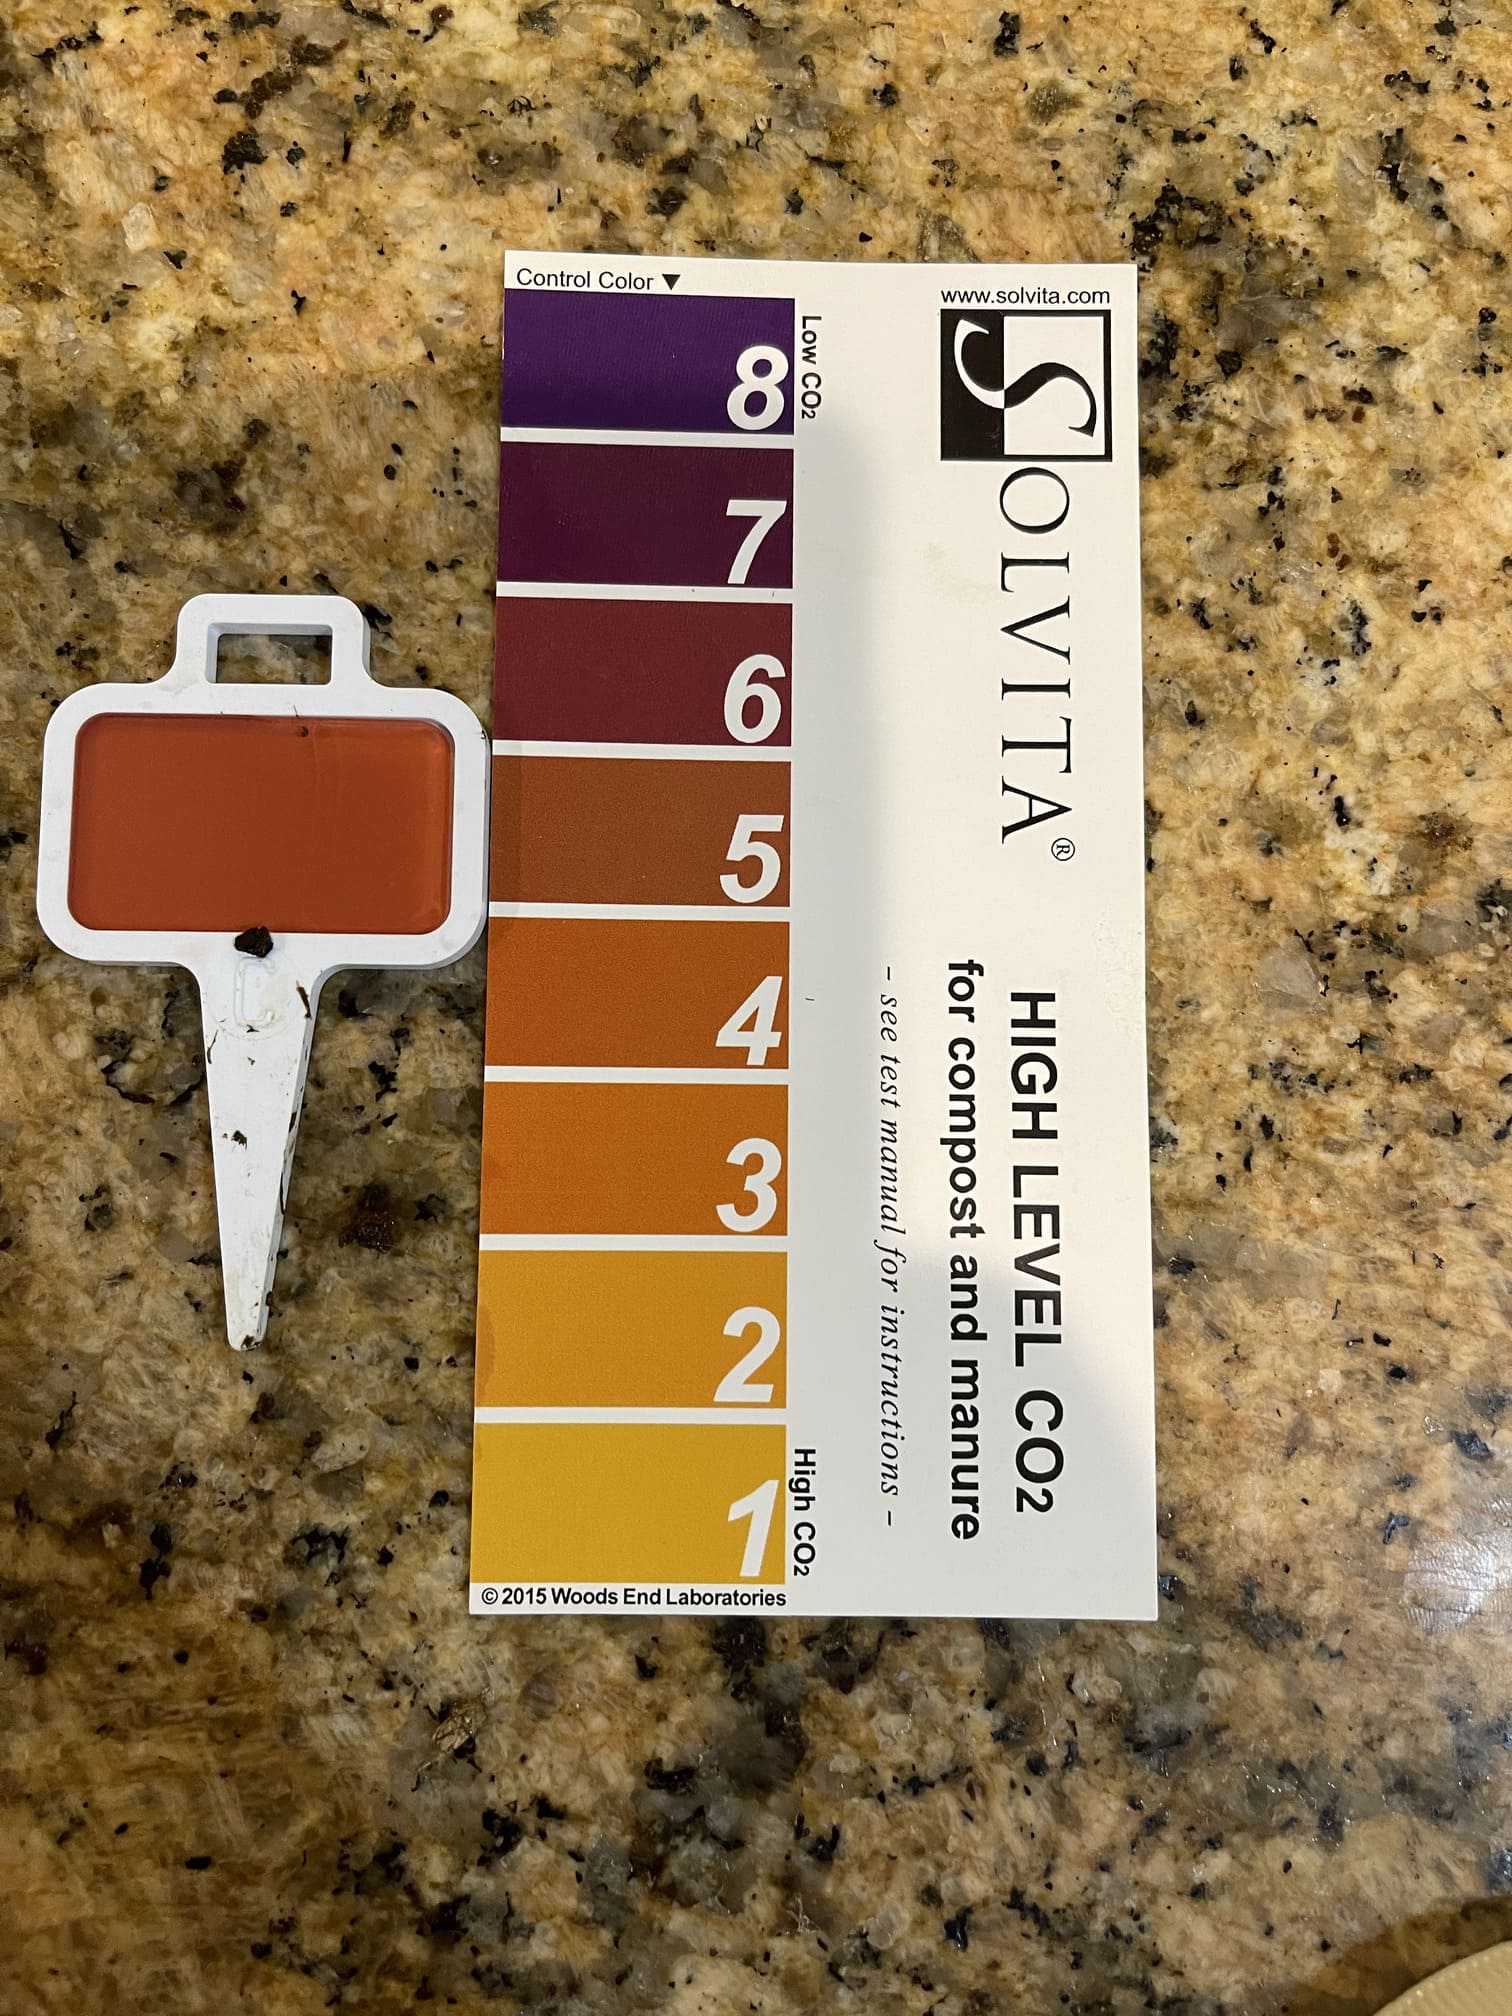 Control Color ▼
8
7
6
5
4
3
2
1
Low CO2
High CO2
© 2015 Woods End Laboratories
www.solvita.com
SOLVITA®
HIGH LEVEL CO2
for compost and manure
- see test manual for instructions -
C